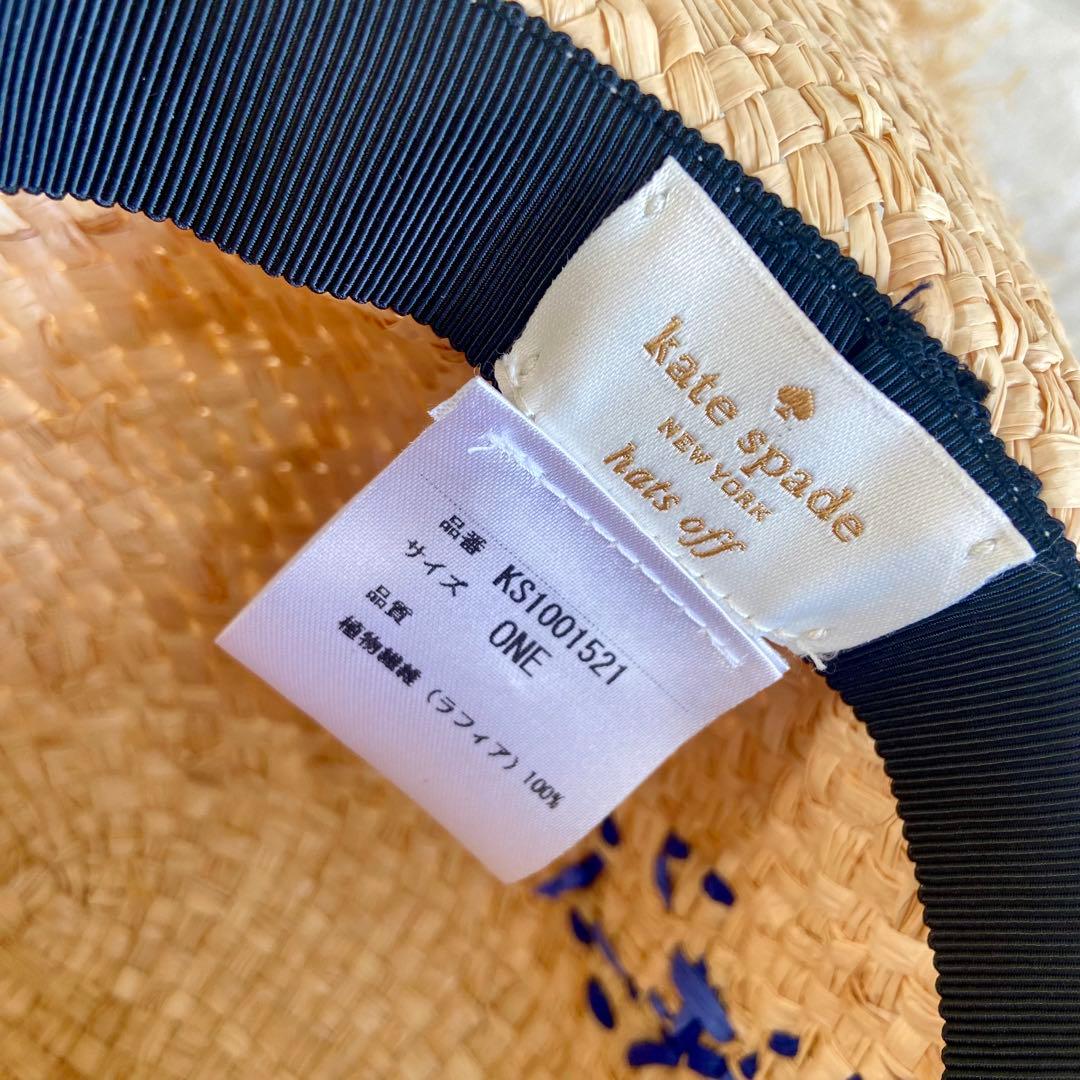 kate spade
NEW YORK
hats off
品番 KS1001521
サイズ ONE
品質
植物繊維 (ラフィア) 100%